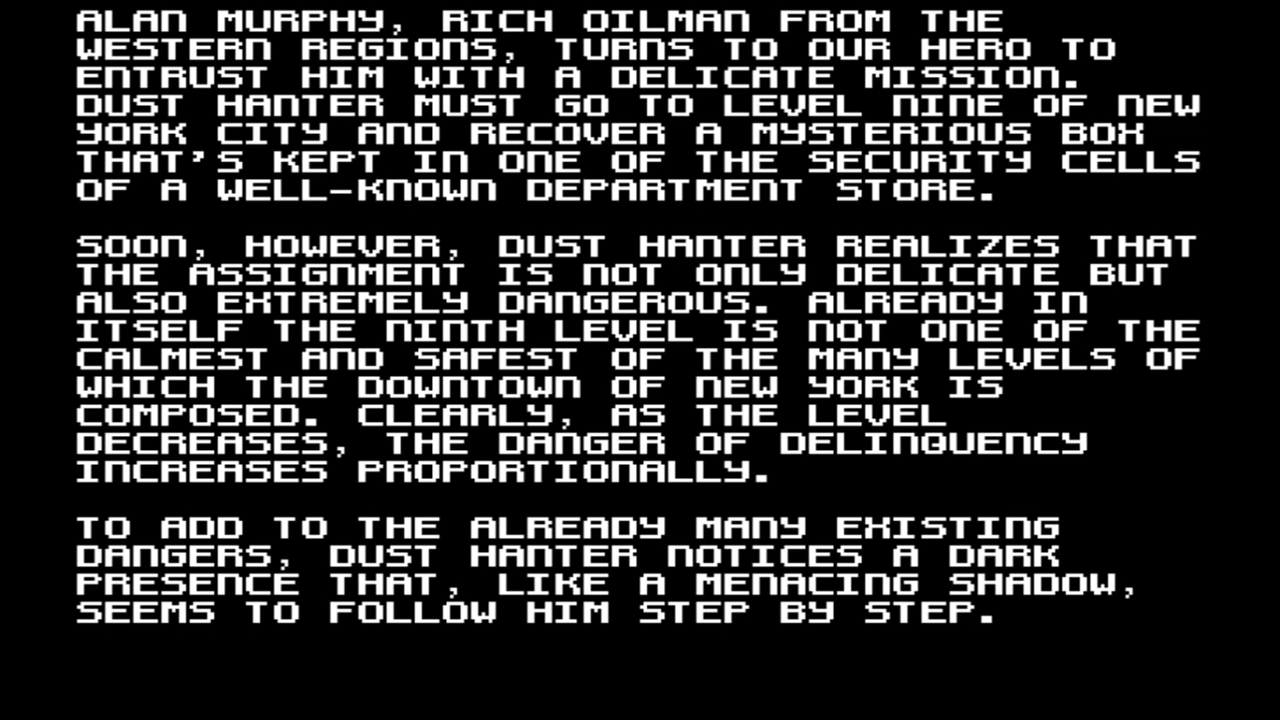 ALAN MURPHY, RICH OILMAN FROM THE
WESTERN REGIONS, TURNS TO OUR HERO TO
ENTRUST HIM WITH A DELICATE MISSION.
DUST HANTER MUST GO TO LEVEL NINE OF NEW
YORK CITY AND RECOVER A MYSTERIOUS BOX
THAT'S KEPT IN ONE OF THE SECURITY CELLS
OF A WELL-KNOWN DEPARTMENT STORE.

SOON, HOWEVER, DUST HANTER REALIZES THAT
THE ASSIGNMENT IS NOT ONLY DELICATE BUT
ALSO EXTREMELY DANGEROUS. ALREADY IN
ITSELF THE NINTH LEVEL IS NOT ONE OF THE
CALMEST AND SAFEST OF THE MANY LEVELS OF
WHICH THE DOWNTOWN OF NEW YORK IS
COMPOSED. CLEARLY, AS THE LEVEL
DECREASES, THE DANGER OF DELINQUENCY
INCREASES PROPORTIONALLY.

TO ADD TO THE ALREADY MANY EXISTING
DANGERS, DUST HANTER NOTICES A DARK
PRESENCE THAT, LIKE A MENACING SHADOW,
SEEMS TO FOLLOW HIM STEP BY STEP.